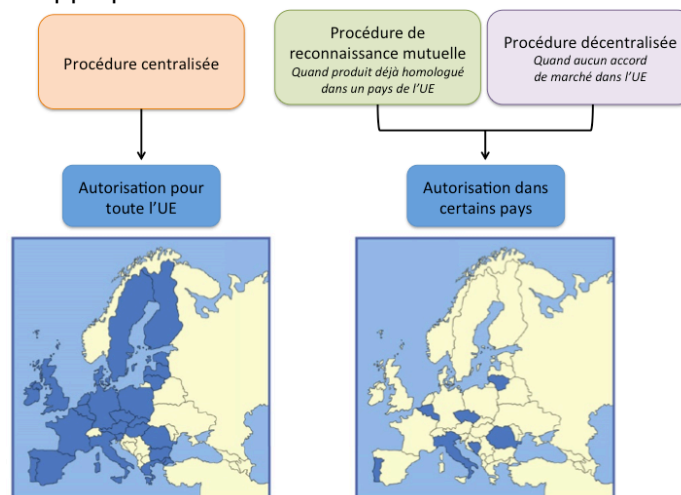 Procédure centralisée
Procédure de
reconnaissance mutuelle
Quand produit déjà homologué
dans un pays de l'UE
Procédure décentralisée
Quand aucun accord
de marché dans l'UE
Autorisation pour
toute l'UE
Autorisation dans
certains pays